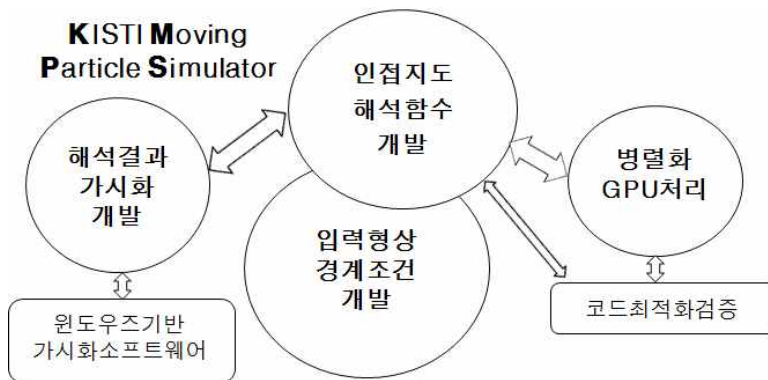 KISTI Moving
Particle Simulator
인접지도
해석함수
개발
해석결과
가시화
개발
병렬화
GPU처리
입력형상
경계조건
개발
윈도우즈기반
가시화소프트웨어
코드최적화검증